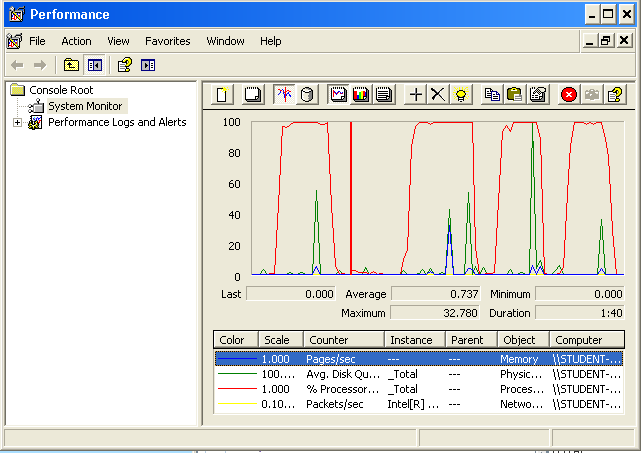 Performance
File Action View Favorites Window Help
Console Root
System Monitor
Performance Logs and Alerts
100
80
60
40
20
0
Last 0.000 Average 0.737 Minimum 0.000
Maximum 32.780 Duration 1:40
Color Scale Counter Instance Parent Object Computer
1.000 Pages/sec --- --- Memory \\STUDENT-...
100.... Avg. Disk Qu... _Total --- Physic... \\STUDENT-...
1.000 % Processor... _Total --- Proces... \\STUDENT-...
0.10... Packets/sec Intel[R] ... --- Netwo... \\STUDENT-...